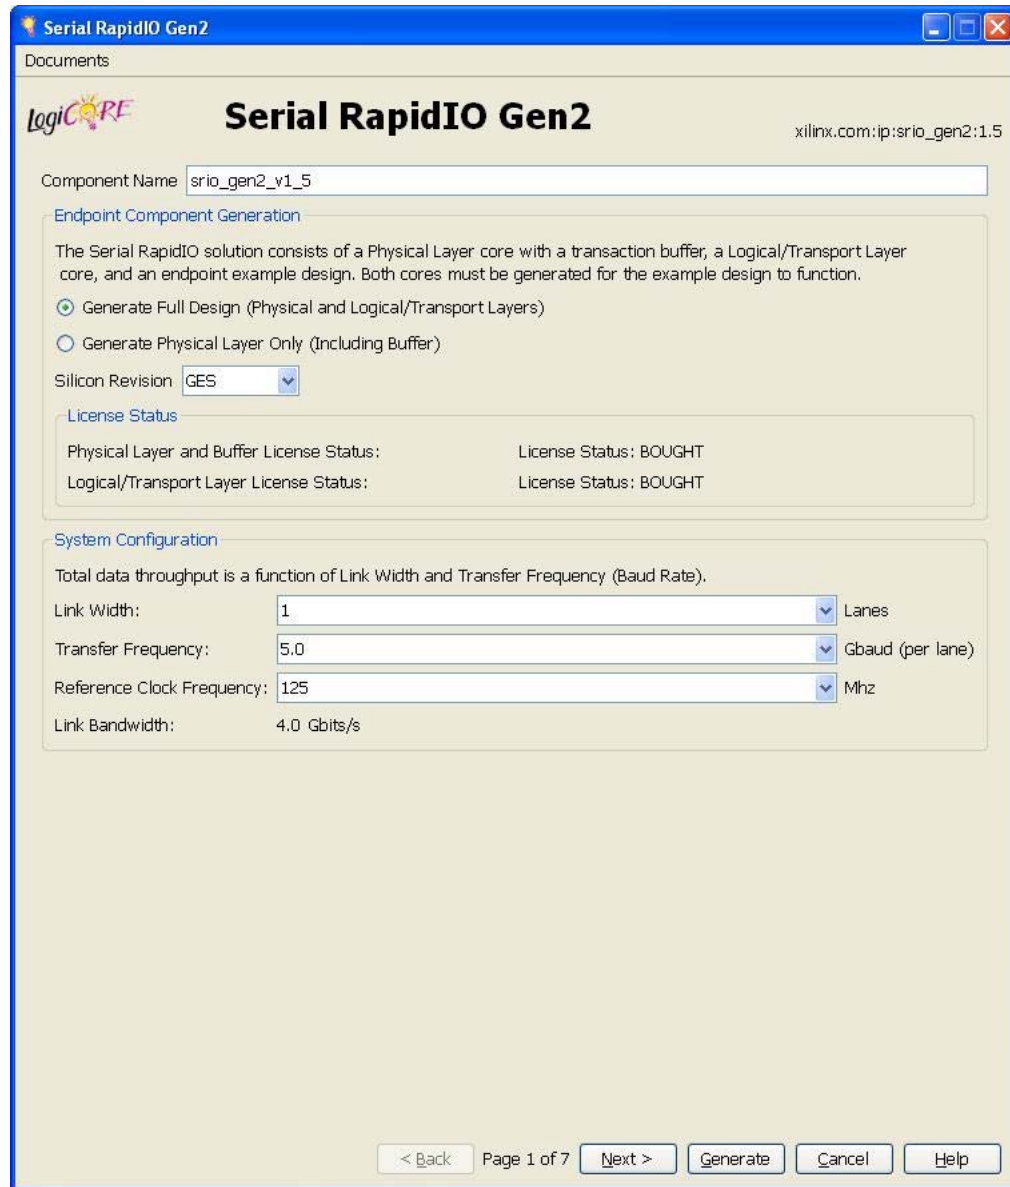 Serial RapidIO Gen2
Documents
LogiCORE
Serial RapidIO Gen2
xilinx.com:ip:srio_gen2:1.5
Component Name srio_gen2_v1_5
Endpoint Component Generation
The Serial RapidIO solution consists of a Physical Layer core with a transaction buffer, a Logical/Transport Layer
core, and an endpoint example design. Both cores must be generated for the example design to function.
Generate Full Design (Physical and Logical/Transport Layers)
Generate Physical Layer Only (Including Buffer)
Silicon Revision GES
License Status
Physical Layer and Buffer License Status: License Status: BOUGHT
Logical/Transport Layer License Status: License Status: BOUGHT
System Configuration
Total data throughput is a function of Link Width and Transfer Frequency (Baud Rate).
Link Width: 1 Lanes
Transfer Frequency: 5.0 Gbaud (per lane)
Reference Clock Frequency: 125 Mhz
Link Bandwidth: 4.0 Gbits/s
< Back Page 1 of 7 Next > Generate Cancel Help